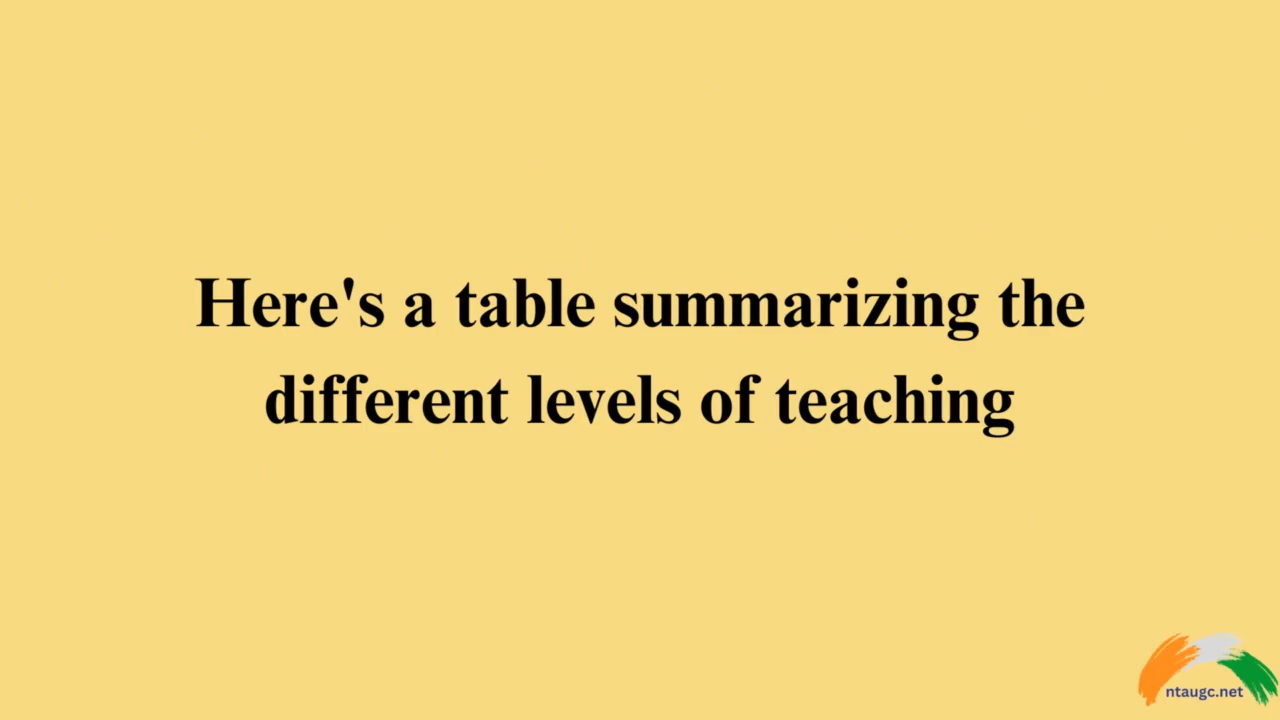 Here's a table summarizing the
different levels of teaching
ntaugc.net